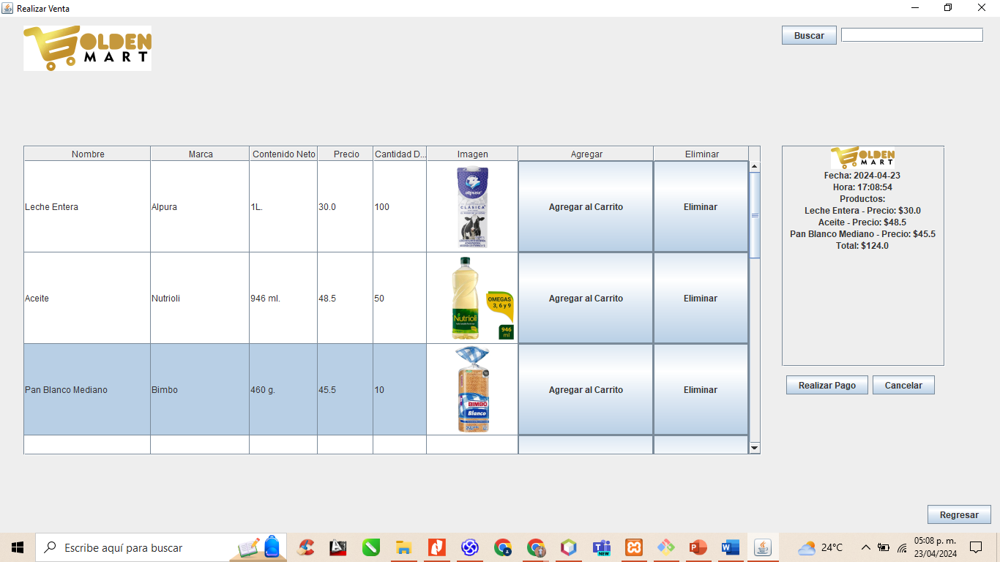 Realizar Venta
OLDEN
MART
Buscar
Nombre Marca Contenido Neto Precio Cantidad D... Imagen Agregar Eliminar
Leche Entera Alpura 1L. 30.0 100 Agregar al Carrito Eliminar
alpura
CLÁSICA
Aceite Nutrioli 946 ml. 48.5 50 Agregar al Carrito Eliminar
OMEGAS
3, 6 y 9
Nutrioli
946
ml
Pan Blanco Mediano Bimbo 460 g. 45.5 10 Agregar al Carrito Eliminar
BIMBO
Blanco
OLDEN
MART
Fecha: 2024-04-23
Hora: 17:08:54
Productos:
Leche Entera - Precio: $30.0
Aceite - Precio: $48.5
Pan Blanco Mediano - Precio: $45.5
Total: $124.0
Realizar Pago Cancelar
Regresar
Escribe aquí para buscar
NEW
24°C
05:08 p. m.
23/04/2024